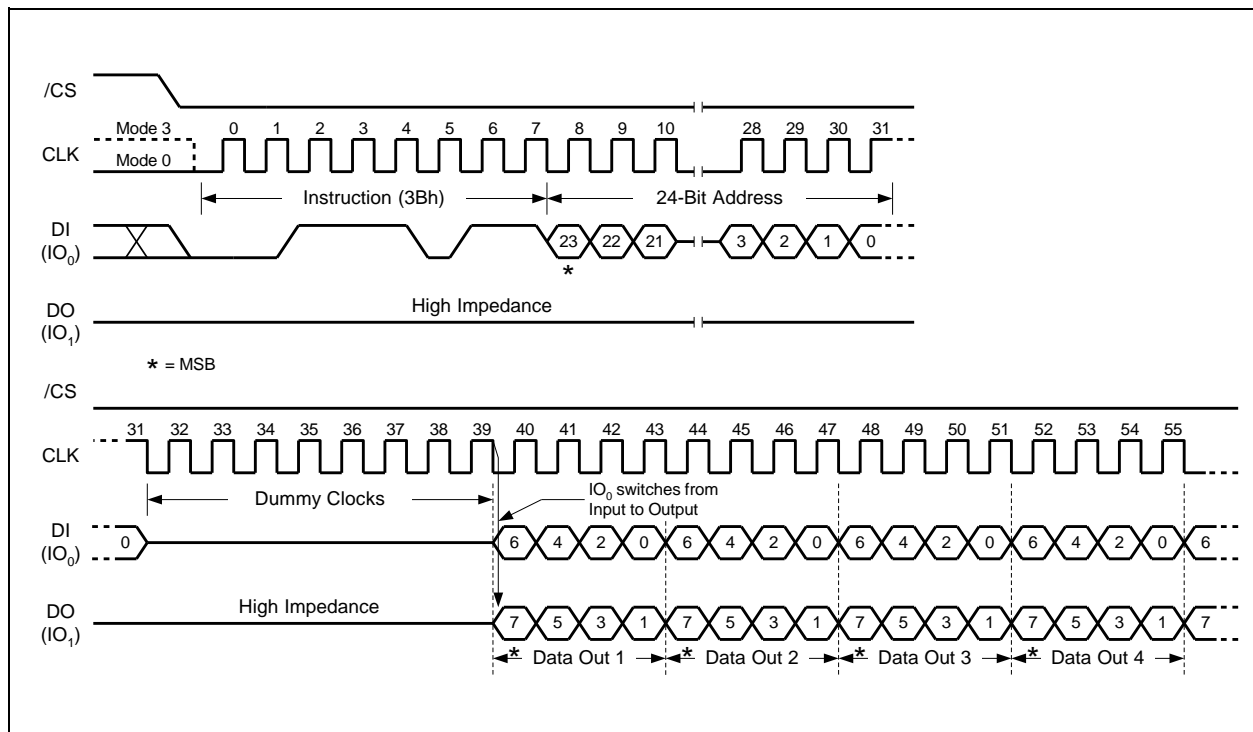 /CS
Mode 3 0 1 2 3 4 5 6 7 8 9 10 28 29 30 31
CLK
Mode 0
Instruction (3Bh) 24-Bit Address
DI
(IO0) 23 22 21 3 2 1 0
*
High Impedance
DO
(IO1)
* = MSB
/CS
31 32 33 34 35 36 37 38 39 40 41 42 43 44 45 46 47 48 49 50 51 52 53 54 55
CLK
Dummy Clocks
IO0 switches from
Input to Output
DI
(IO0) 0 6 4 2 0 6 4 2 0 6 4 2 0 6 4 2 0 6
High Impedance
DO
(IO1) 7 5 3 1 7 5 3 1 7 5 3 1 7 5 3 1 7
* Data Out 1 * Data Out 2 * Data Out 3 * Data Out 4